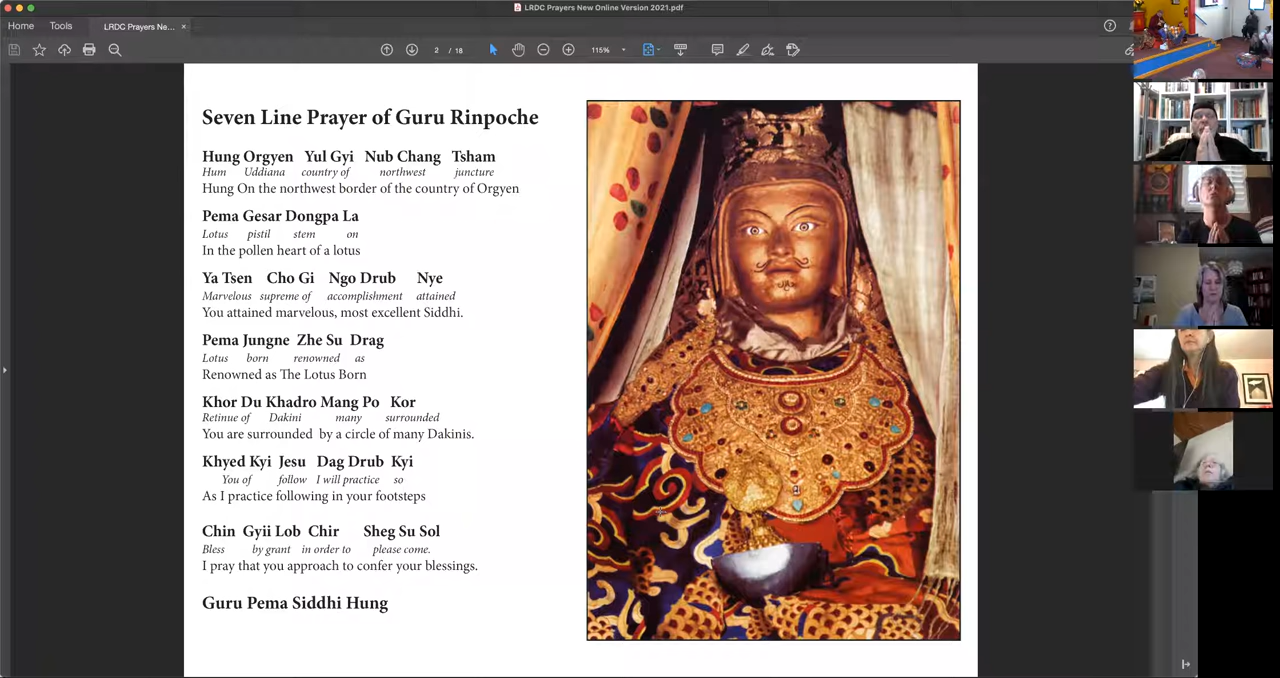 LRDC Prayers New Online Version 2021.pdf
Home Tools LRDC Prayers Ne... ×
2 / 18 115%
Seven Line Prayer of Guru Rinpoche
Hung Orgyen Yul Gyi Nub Chang Tsham
Hum Uddiana country of northwest juncture
Hung On the northwest border of the country of Orgyen
Pema Gesar Dongpa La
Lotus pistil stem on
In the pollen heart of a lotus
Ya Tsen Cho Gi Ngo Drub Nye
Marvelous supreme of accomplishment attained
You attained marvelous, most excellent Siddhi.
Pema Jungne Zhe Su Drag
Lotus born renowned as
Renowned as The Lotus Born
Khor Du Khadro Mang Po Kor
Retinue of Dakini many surrounded
You are surrounded by a circle of many Dakinis.
Khyed Kyi Jesu Dag Drub Kyi
You of follow I will practice so
As I practice following in your footsteps
Chin Gyii Lob Chir Sheg Su Sol
Bless by grant in order to please come.
I pray that you approach to confer your blessings.
Guru Pema Siddhi Hung